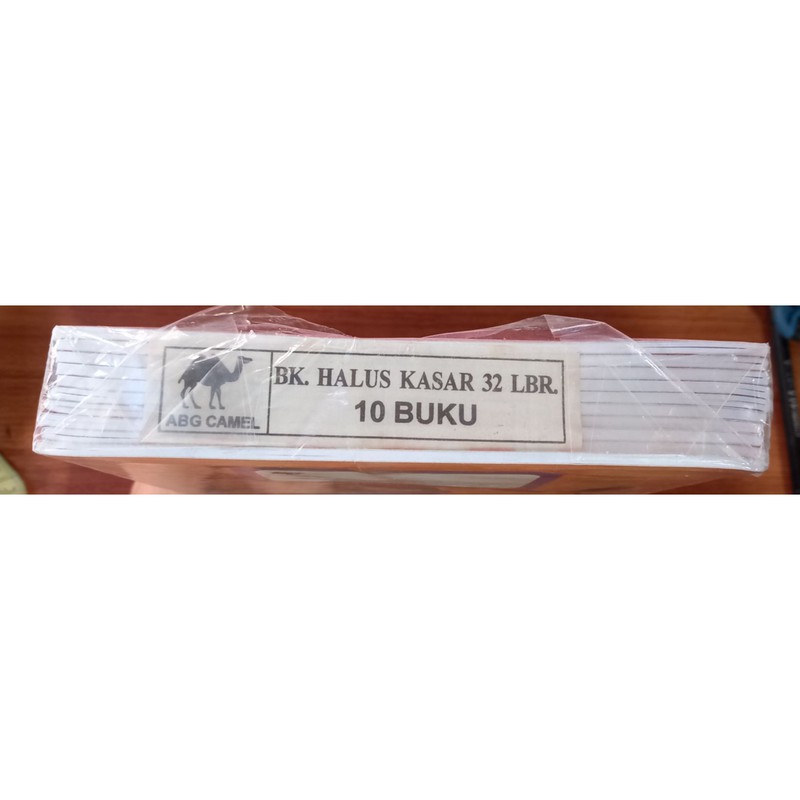 BK. HALUS KASAR 32 LBR.
10 BUKU
ABG CAMEL